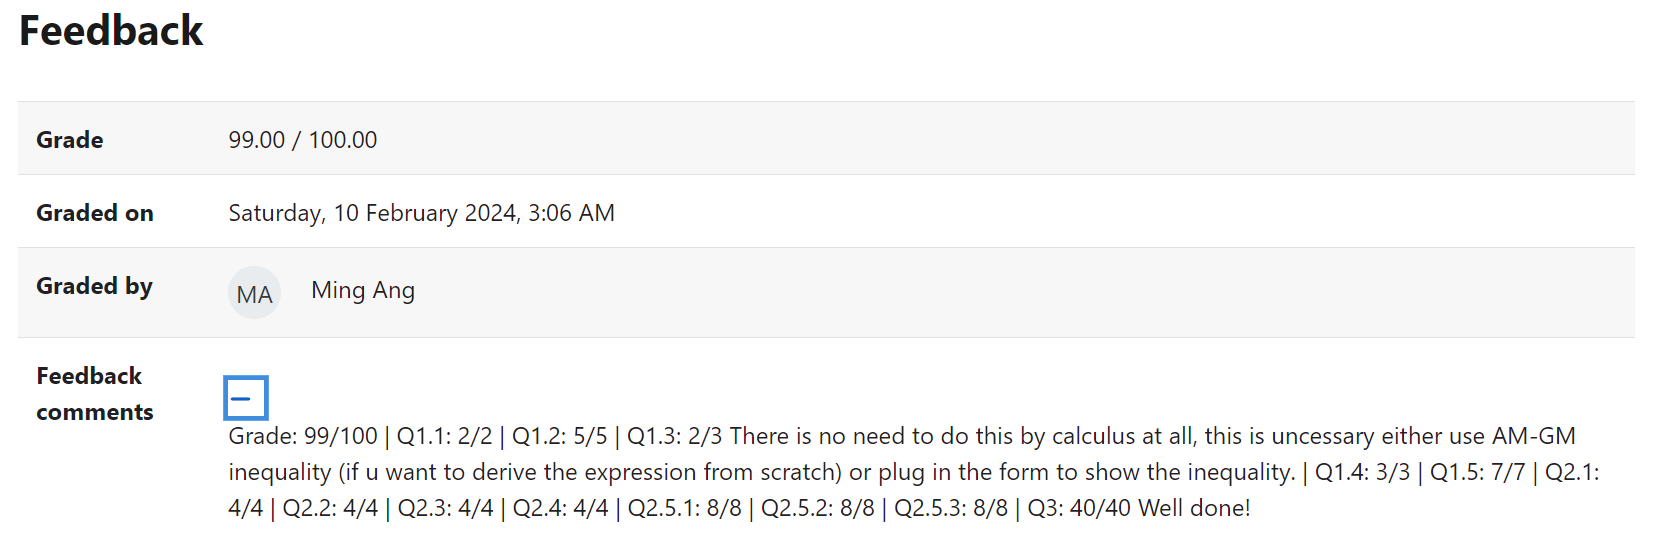 Feedback
Grade 99.00 / 100.00
Graded on Saturday, 10 February 2024, 3:06 AM
Graded by MA Ming Ang
Feedback
comments
Grade: 99/100 | Q1.1: 2/2 | Q1.2: 5/5 | Q1.3: 2/3 There is no need to do this by calculus at all, this is uncessary either use AM-GM
inequality (if u want to derive the expression from scratch) or plug in the form to show the inequality. | Q1.4: 3/3 | Q1.5: 7/7 | Q2.1:
4/4 | Q2.2: 4/4 | Q2.3: 4/4 | Q2.4: 4/4 | Q2.5.1: 8/8 | Q2.5.2: 8/8 | Q2.5.3: 8/8 | Q3: 40/40 Well done!